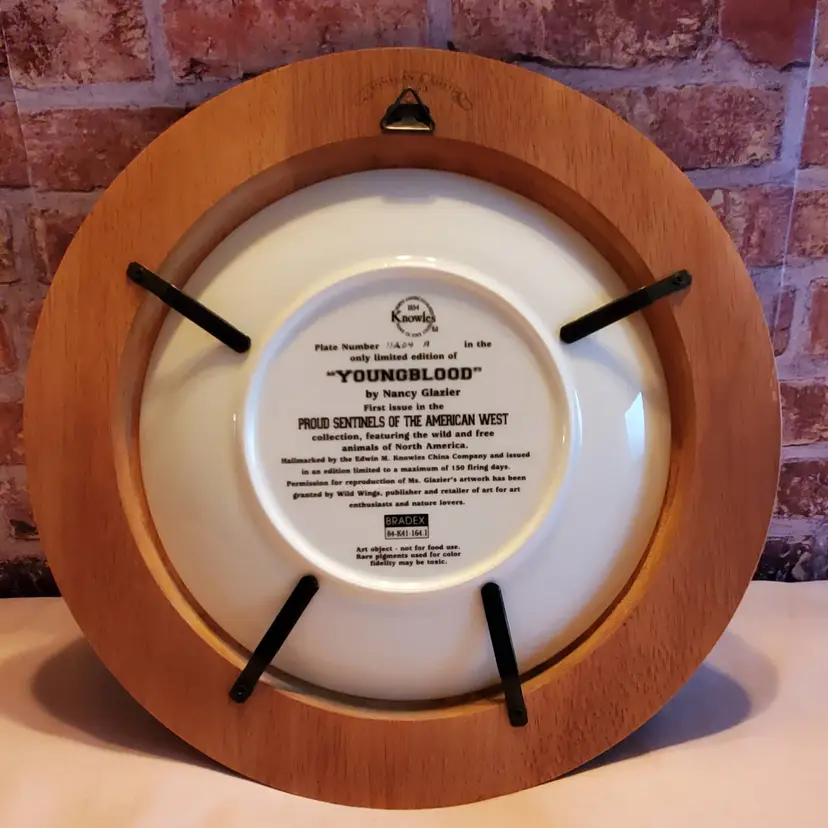 1894
Knowles
Plate Number 11A04 A in the
only limited edition of
"YOUNGBLOOD"
by Nancy Glazier
First issue in the
PROUD SENTINELS OF THE AMERICAN WEST
collection, featuring the wild and free
animals of North America.
Hallmarked by the Edwin M. Knowles China Company and issued
in an edition limited to a maximum of 150 firing days.
Permission for reproduction of Ms. Glazier's artwork has been
granted by Wild Wings, publisher and retailer of art for art
enthusiasts and nature lovers.
BRADEX
84-K41-164.1
Art object - not for food use.
Rare pigments used for color
fidelity may be toxic.